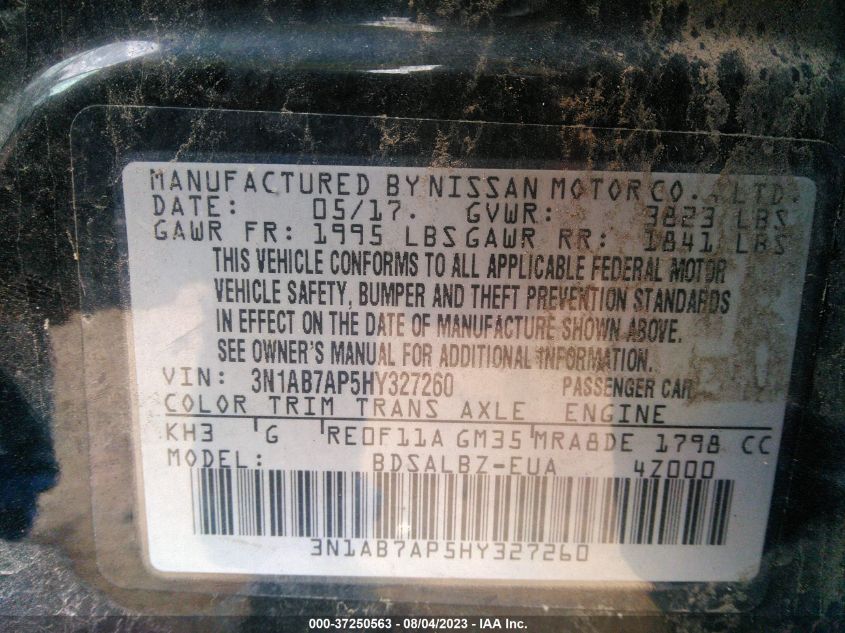 MANUFACTURED BY NISSAN MOTOR CO., LTD.
DATE: 05/17. GVWR: 3823 LBS
GAWR FR: 1995 LBS GAWR RR: 1841 LBS
THIS VEHICLE CONFORMS TO ALL APPLICABLE FEDERAL MOTOR
VEHICLE SAFETY, BUMPER AND THEFT PREVENTION STANDARDS
IN EFFECT ON THE DATE OF MANUFACTURE SHOWN ABOVE.
SEE OWNER'S MANUAL FOR ADDITIONAL INFORMATION.
VIN: 3N1AB7AP5HY327260 PASSENGER CAR
COLOR TRIM TRANS AXLE ENGINE
KH3 G RE0F11A GM35 MRA8DE 1798 CC
MODEL: BDSALBZ-EUA 4Z000
3N1AB7AP5HY327260
000-37250563 - 08/04/2023 - IAA Inc.